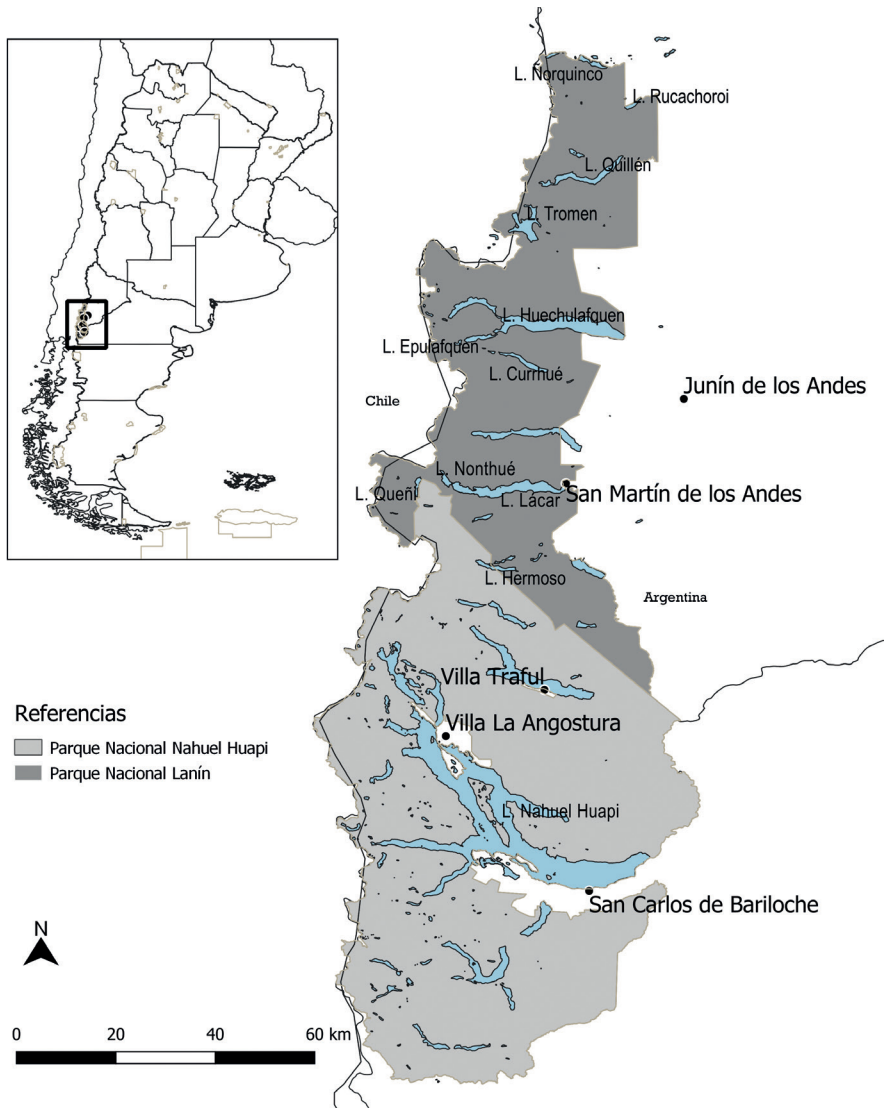 L. Ñorquinco
L. Rucachoroi
L. Quillén
L. Tromen
L. Huechulafquen
L. Epulafquen
L. Currhué
Junín de los Andes
Chile
L. Nonthué
L. Queñi
L. Lácar
San Martín de los Andes
L. Hermoso
Argentina
Villa Traful
Villa La Angostura
L. Nahuel Huapi
San Carlos de Bariloche
Referencias
Parque Nacional Nahuel Huapi
Parque Nacional Lanín
N
0 20 40 60 km